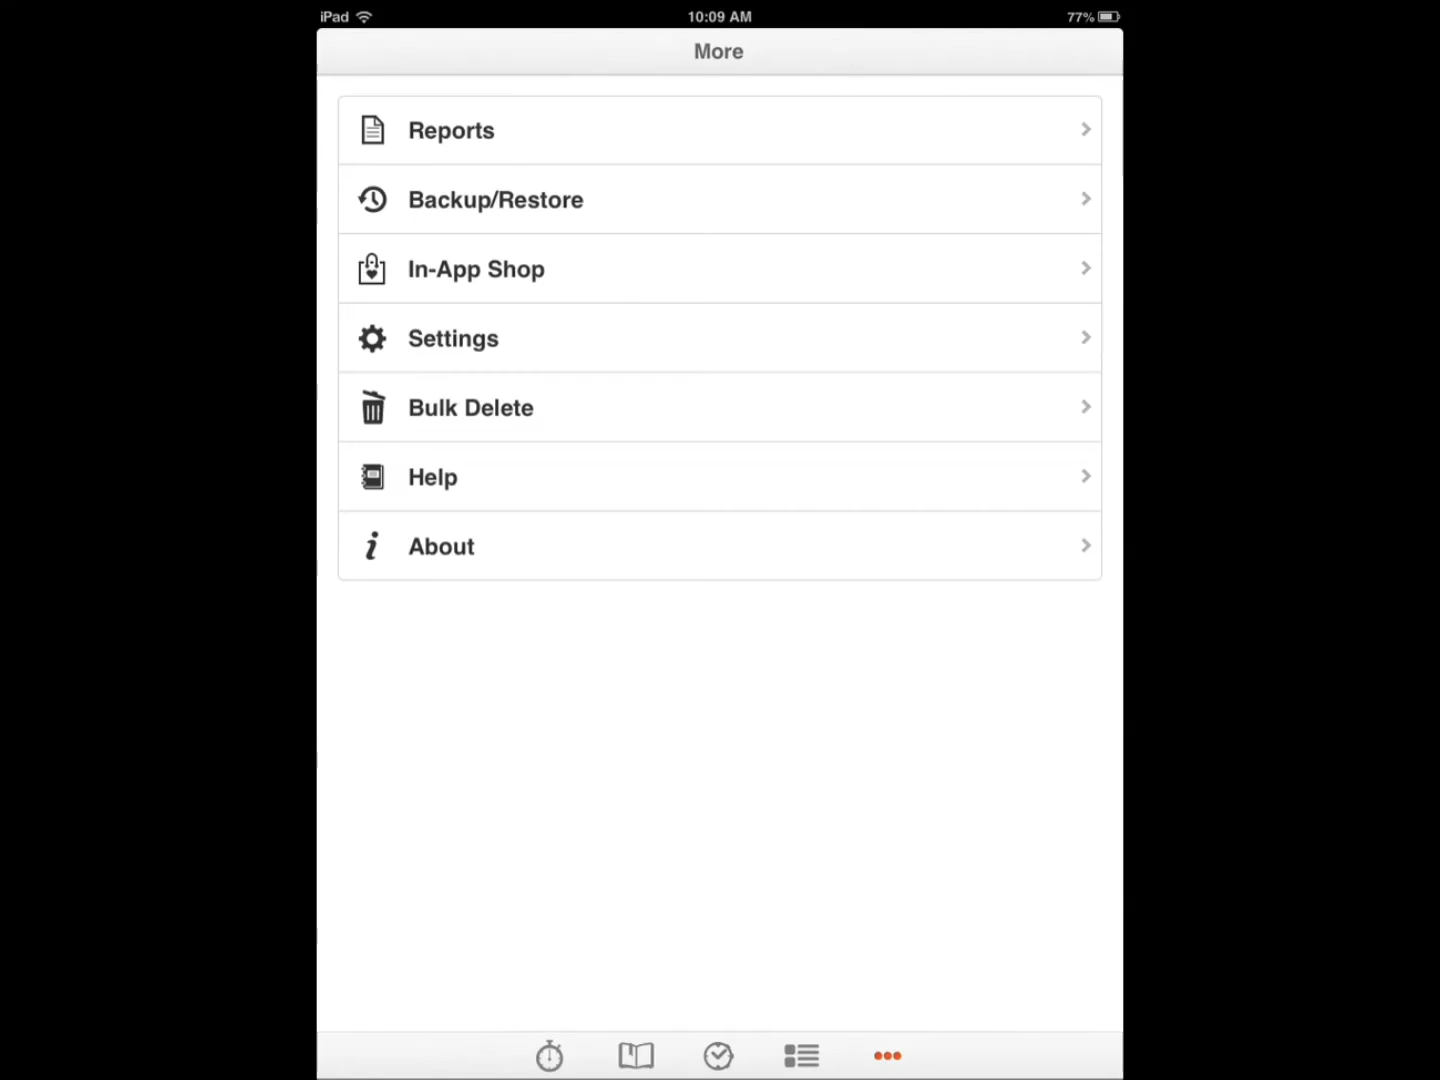 iPad 10:09 AM 77%
More
Reports
Backup/Restore
In-App Shop
Settings
Bulk Delete
Help
About